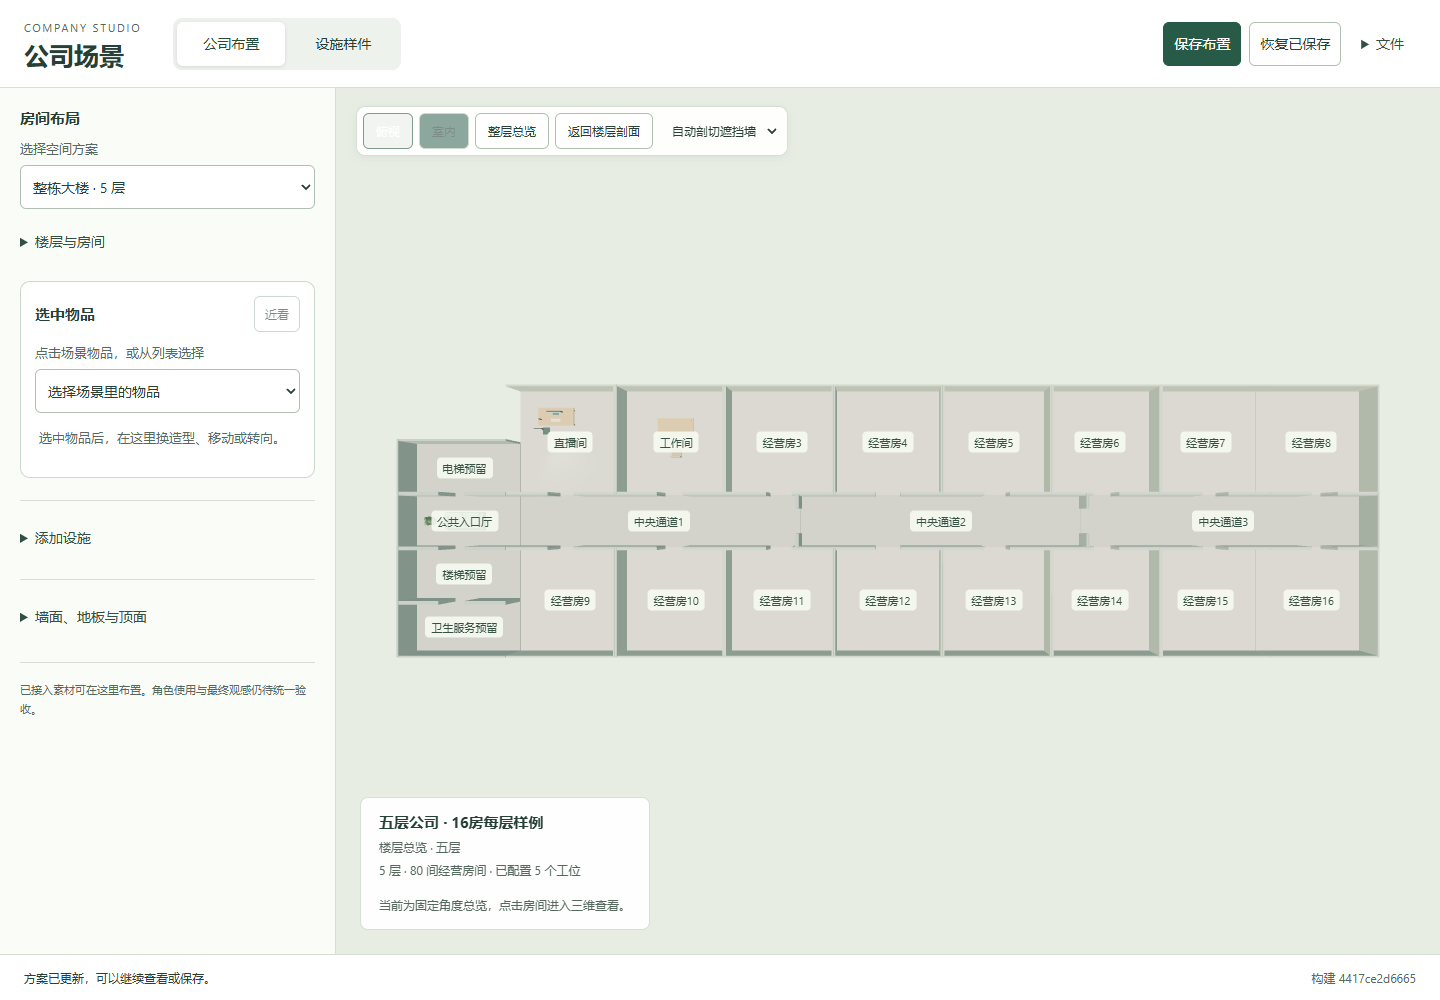 COMPANY STUDIO
公司场景
公司布置
设施样件
保存布置
恢复已保存
▶ 文件
房间布局
选择空间方案
整栋大楼 · 5 层
▶ 楼层与房间
选中物品
近看
点击场景物品，或从列表选择
选择场景里的物品
选中物品后，在这里换造型、移动或转向。
▶ 添加设施
▶ 墙面、地板与顶面
已接入素材可在这里布置。角色使用与最终观感仍待统一验
收。
俯视
室内
整层总览
返回楼层剖面
自动剖切遮挡墙
直播间
工作间
经营房3
经营房4
经营房5
经营房6
经营房7
经营房8
电梯预留
公共入口厅
中央通道1
中央通道2
中央通道3
楼梯预留
卫生服务预留
经营房9
经营房10
经营房11
经营房12
经营房13
经营房14
经营房15
经营房16
五层公司 · 16房每层样例
楼层总览 · 五层
5 层 · 80 间经营房间 · 已配置 5 个工位
当前为固定角度总览，点击房间进入三维查看。
方案已更新，可以继续查看或保存。
构建 4417ce2d6665